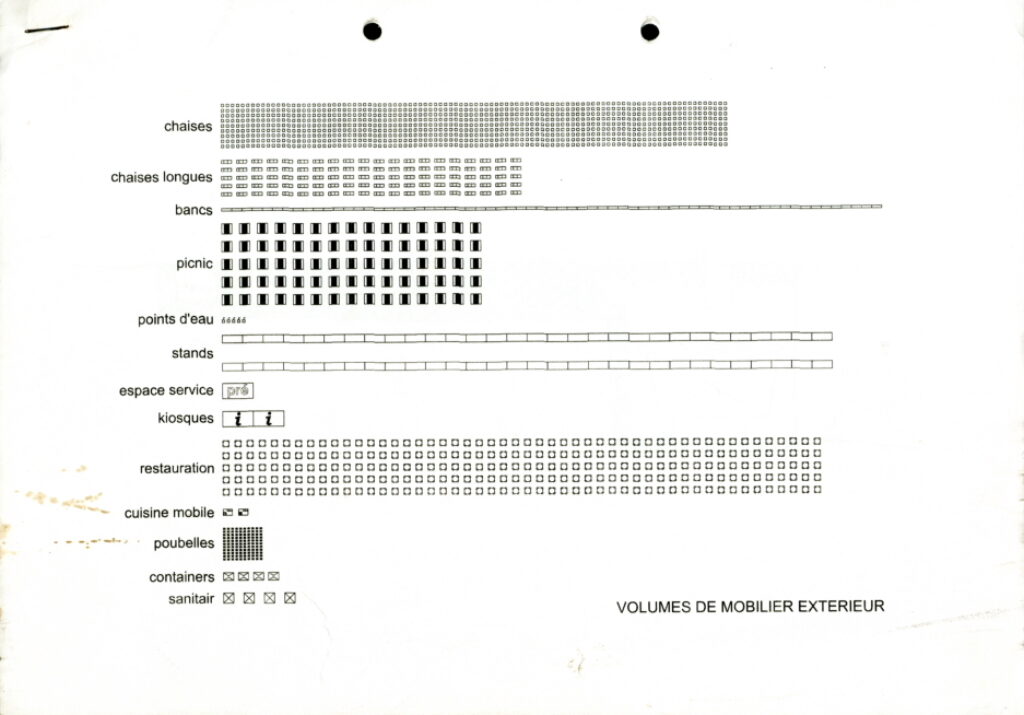 chaises
chaises longues
bancs
picnic
points d'eau
stands
espace service
pré
kiosques
i i
restauration
cuisine mobile
poubelles
containers
sanitair
VOLUMES DE MOBILIER EXTERIEUR